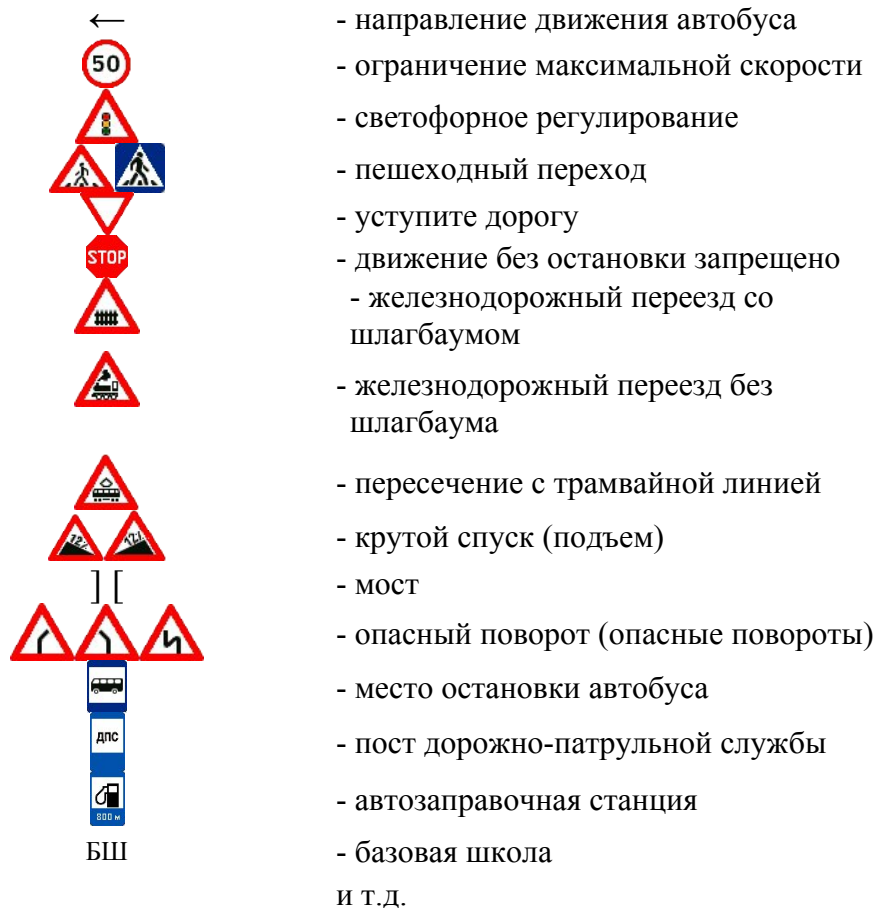 ← - направление движения автобуса
50 - ограничение максимальной скорости
- светофорное регулирование
- пешеходный переход
- уступите дорогу
STOP - движение без остановки запрещено
- железнодорожный переезд со
шлагбаумом
- железнодорожный переезд без
шлагбаума
- пересечение с трамвайной линией
12% 12% - крутой спуск (подъем)
] [ - мост
- опасный поворот (опасные повороты)
- место остановки автобуса
ДПС - пост дорожно-патрульной службы
800 м - автозаправочная станция
БШ - базовая школа
и т.д.